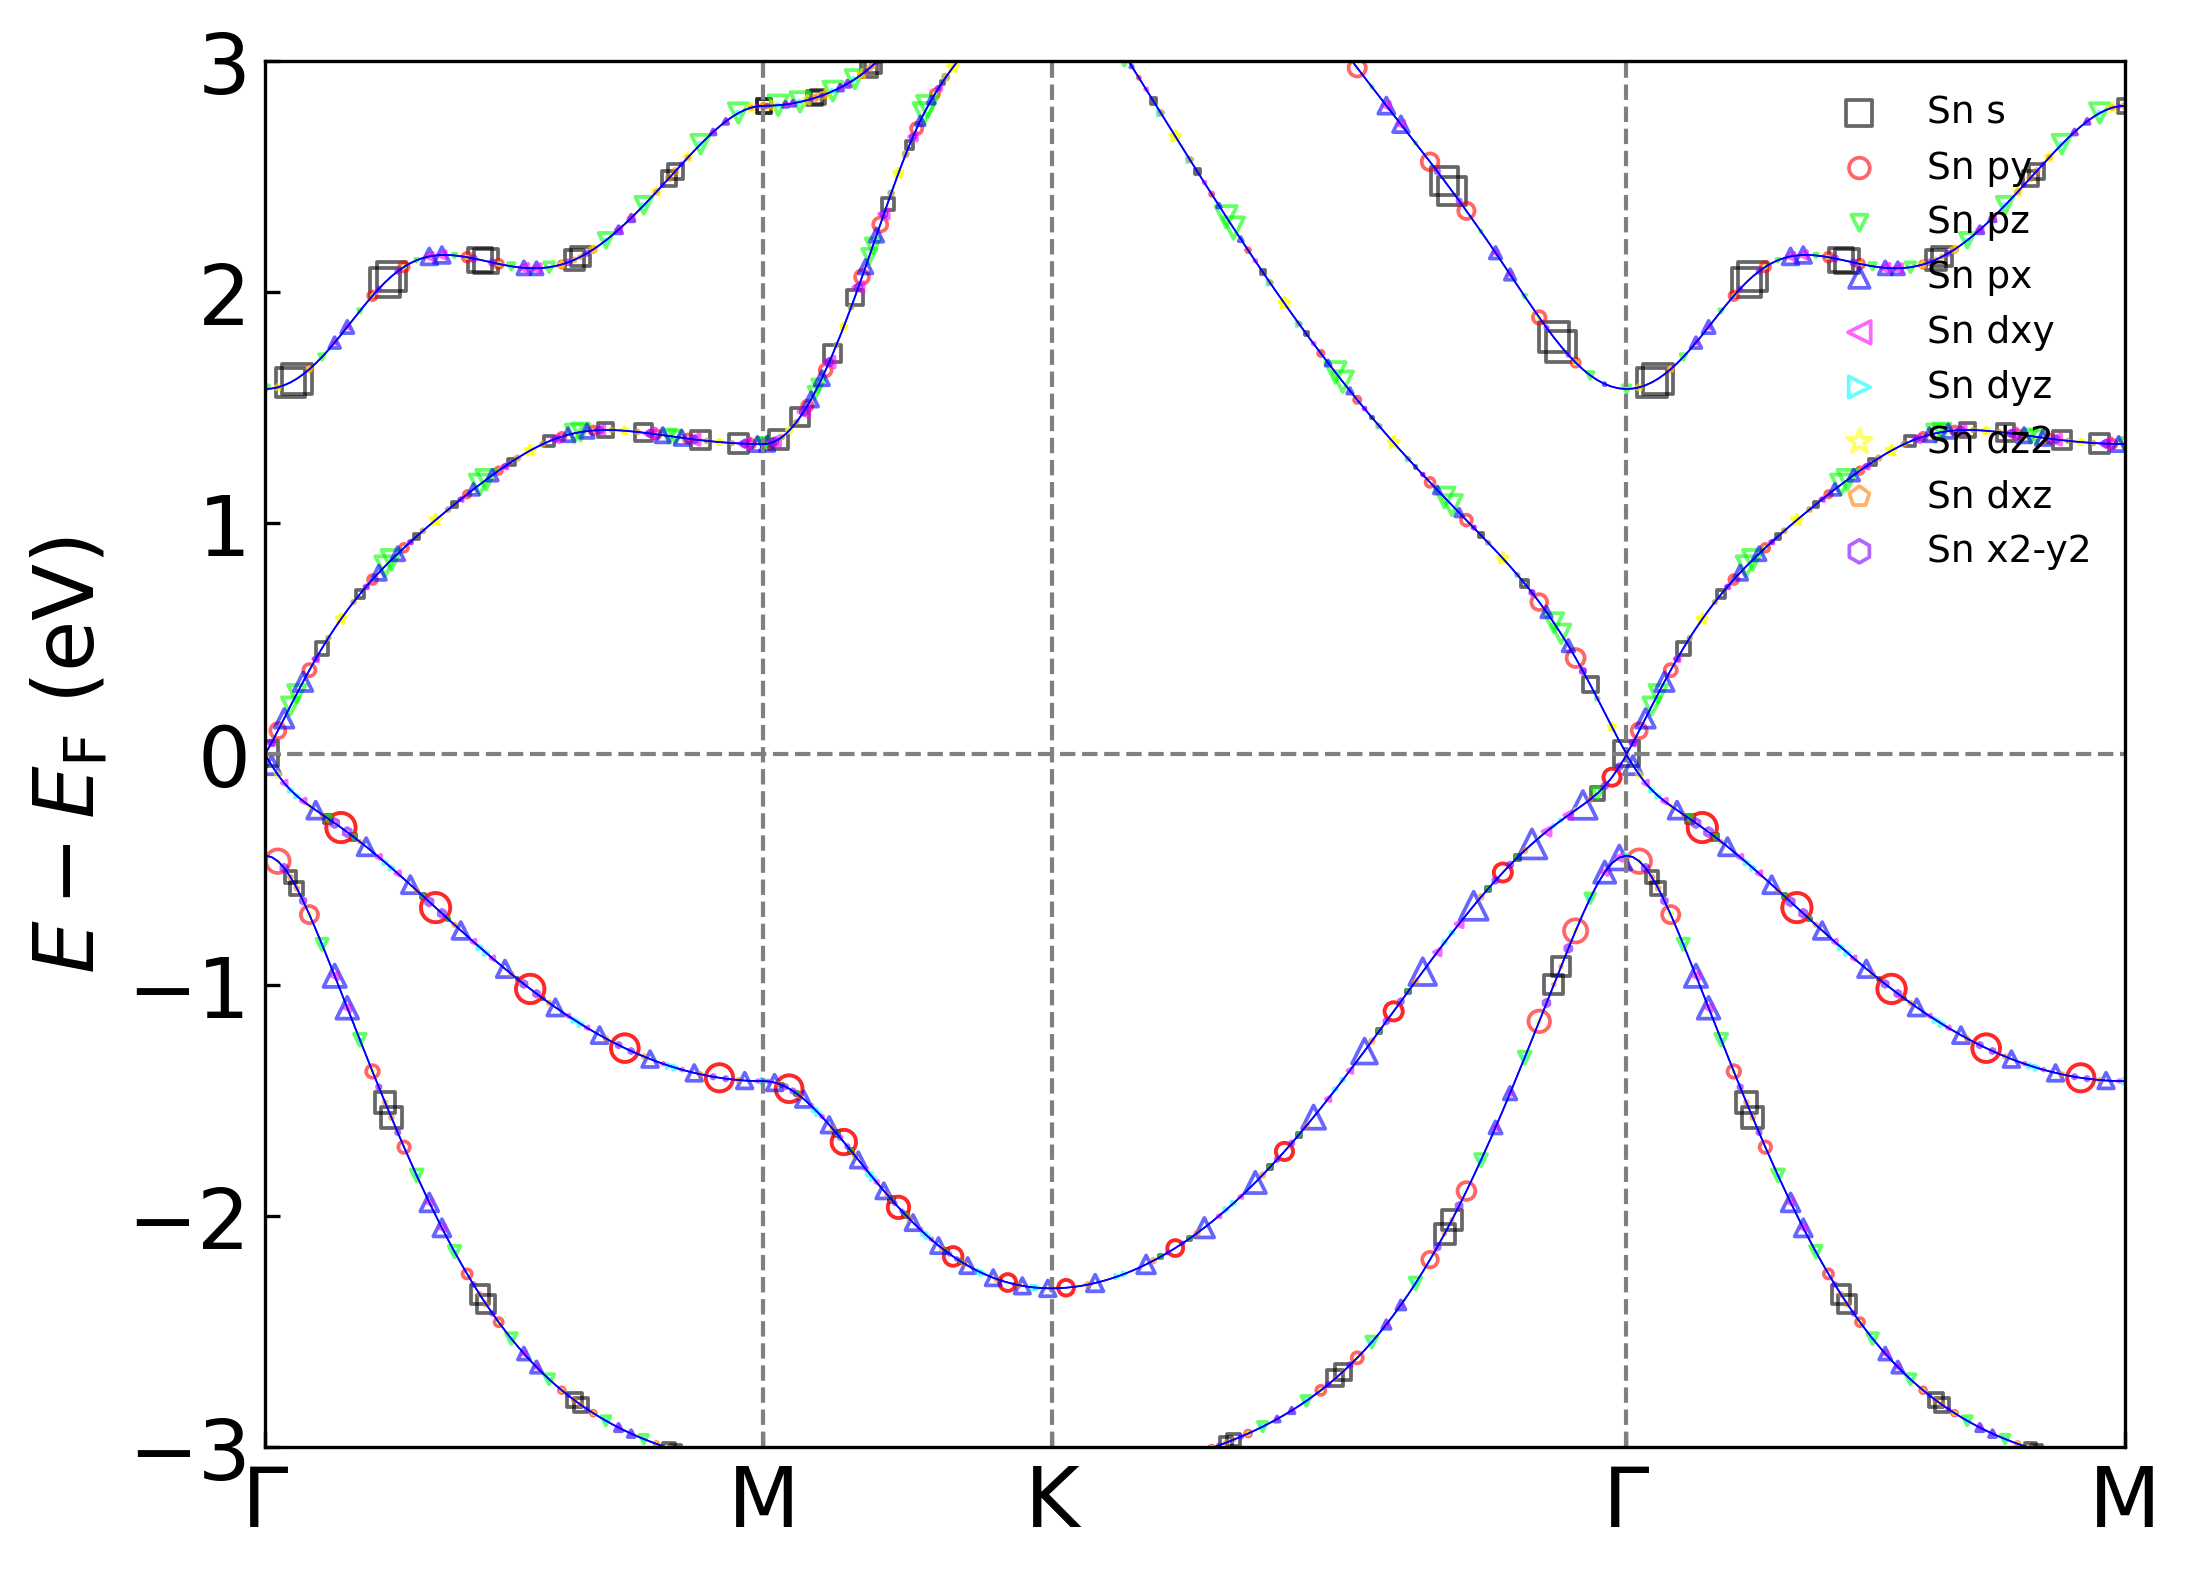 3
2
1
0
−1
−2
−3
E − E_F (eV)
Γ
M
K
Γ
M
Sn s
Sn py
Sn pz
Sn px
Sn dxy
Sn dyz
Sn dz2
Sn dxz
Sn x2-y2